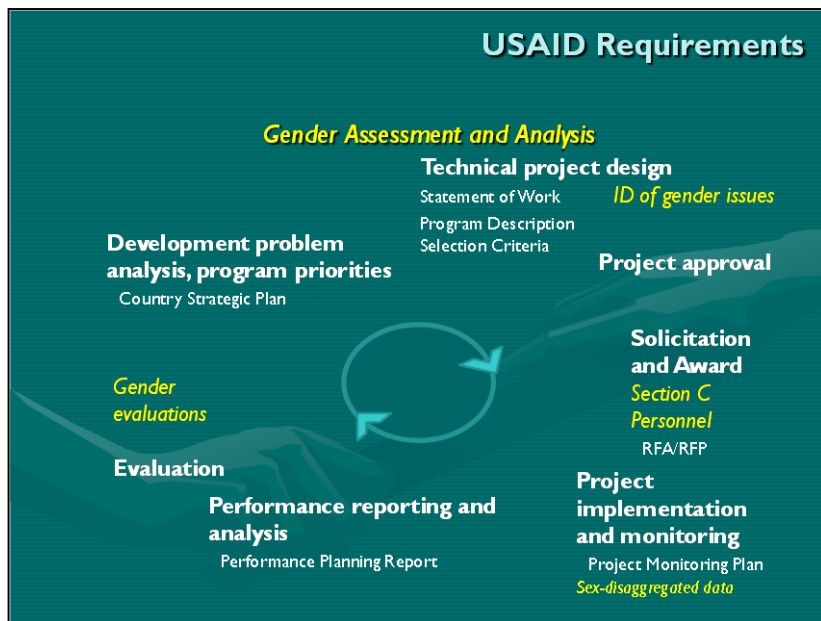 USAID Requirements
Gender Assessment and Analysis
Technical project design
Statement of Work
ID of gender issues
Program Description
Selection Criteria
Development problem
analysis, program priorities
Country Strategic Plan
Project approval
Solicitation
and Award
Section C
Personnel
RFA/RFP
Gender
evaluations
Evaluation
Performance reporting and
analysis
Performance Planning Report
Project
implementation
and monitoring
Project Monitoring Plan
Sex-disaggregated data